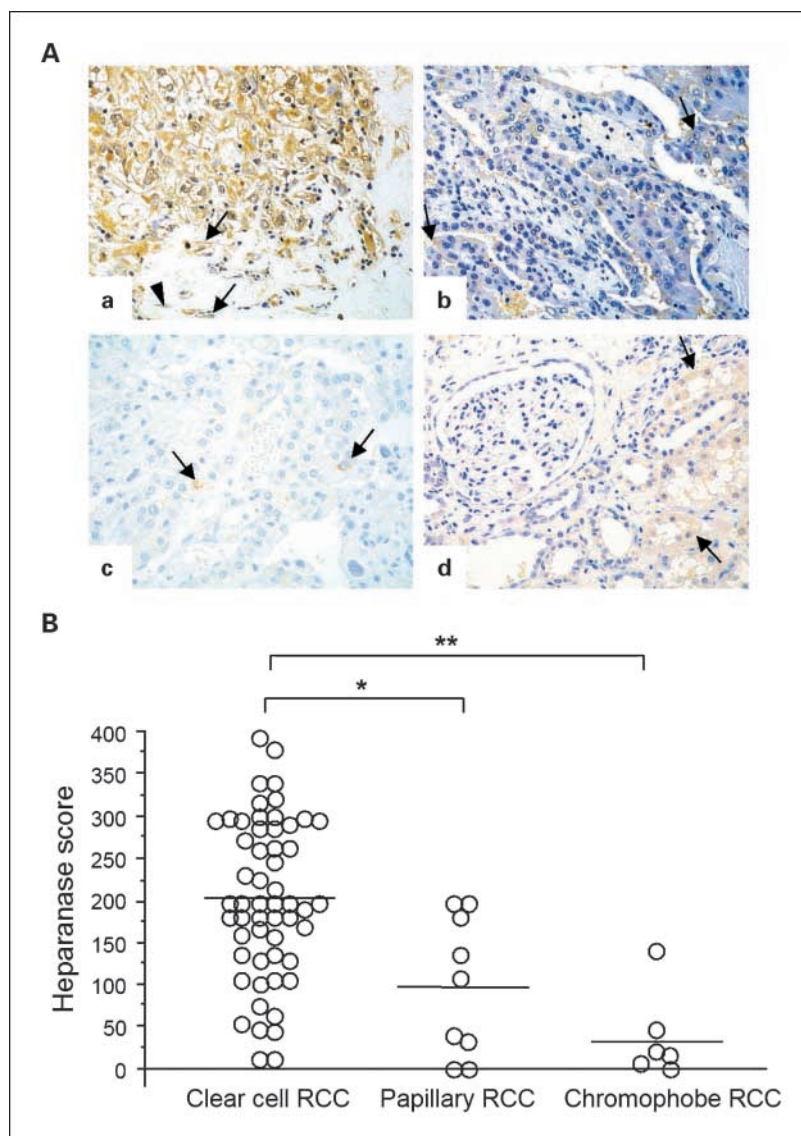 A
a
b
c
d
B
**
*
Heparanase score
400
350
300
250
200
150
100
50
0
Clear cell RCC Papillary RCC Chromophobe RCC